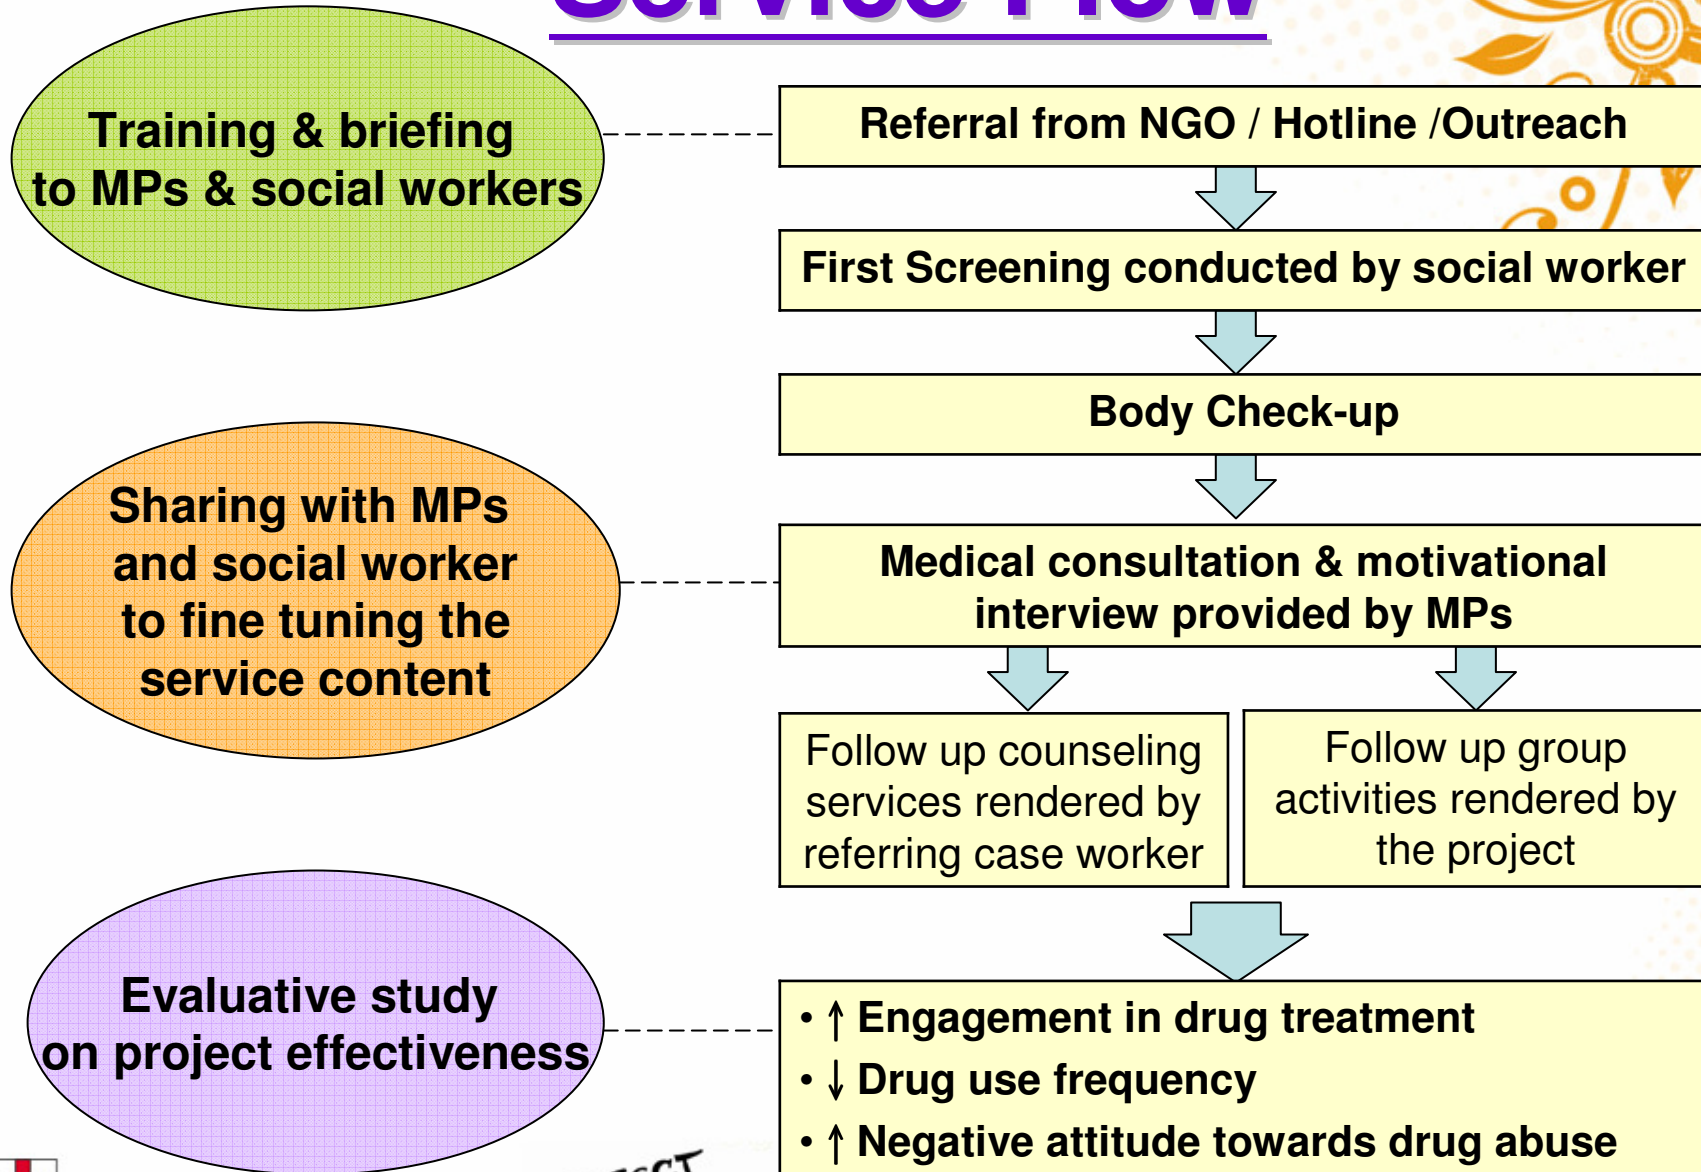 Service Flow
Training & briefing
to MPs & social workers
Referral from NGO / Hotline /Outreach
First Screening conducted by social worker
Body Check-up
Sharing with MPs
and social worker
to fine tuning the
service content
Medical consultation & motivational
interview provided by MPs
Follow up counseling
services rendered by
referring case worker
Follow up group
activities rendered by
the project
Evaluative study
on project effectiveness
• ↑ Engagement in drug treatment
• ↓ Drug use frequency
• ↑ Negative attitude towards drug abuse